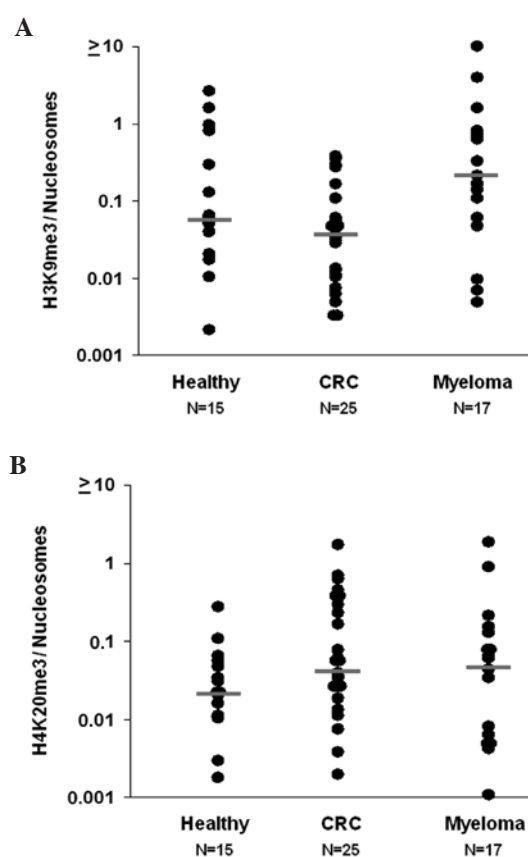 A
≥10
1
0.1
0.01
0.001
H3K9me3/Nucleosomes
Healthy CRC Myeloma
N=15 N=25 N=17
B
≥10
1
0.1
0.01
0.001
H4K20me3/Nucleosomes
Healthy CRC Myeloma
N=15 N=25 N=17